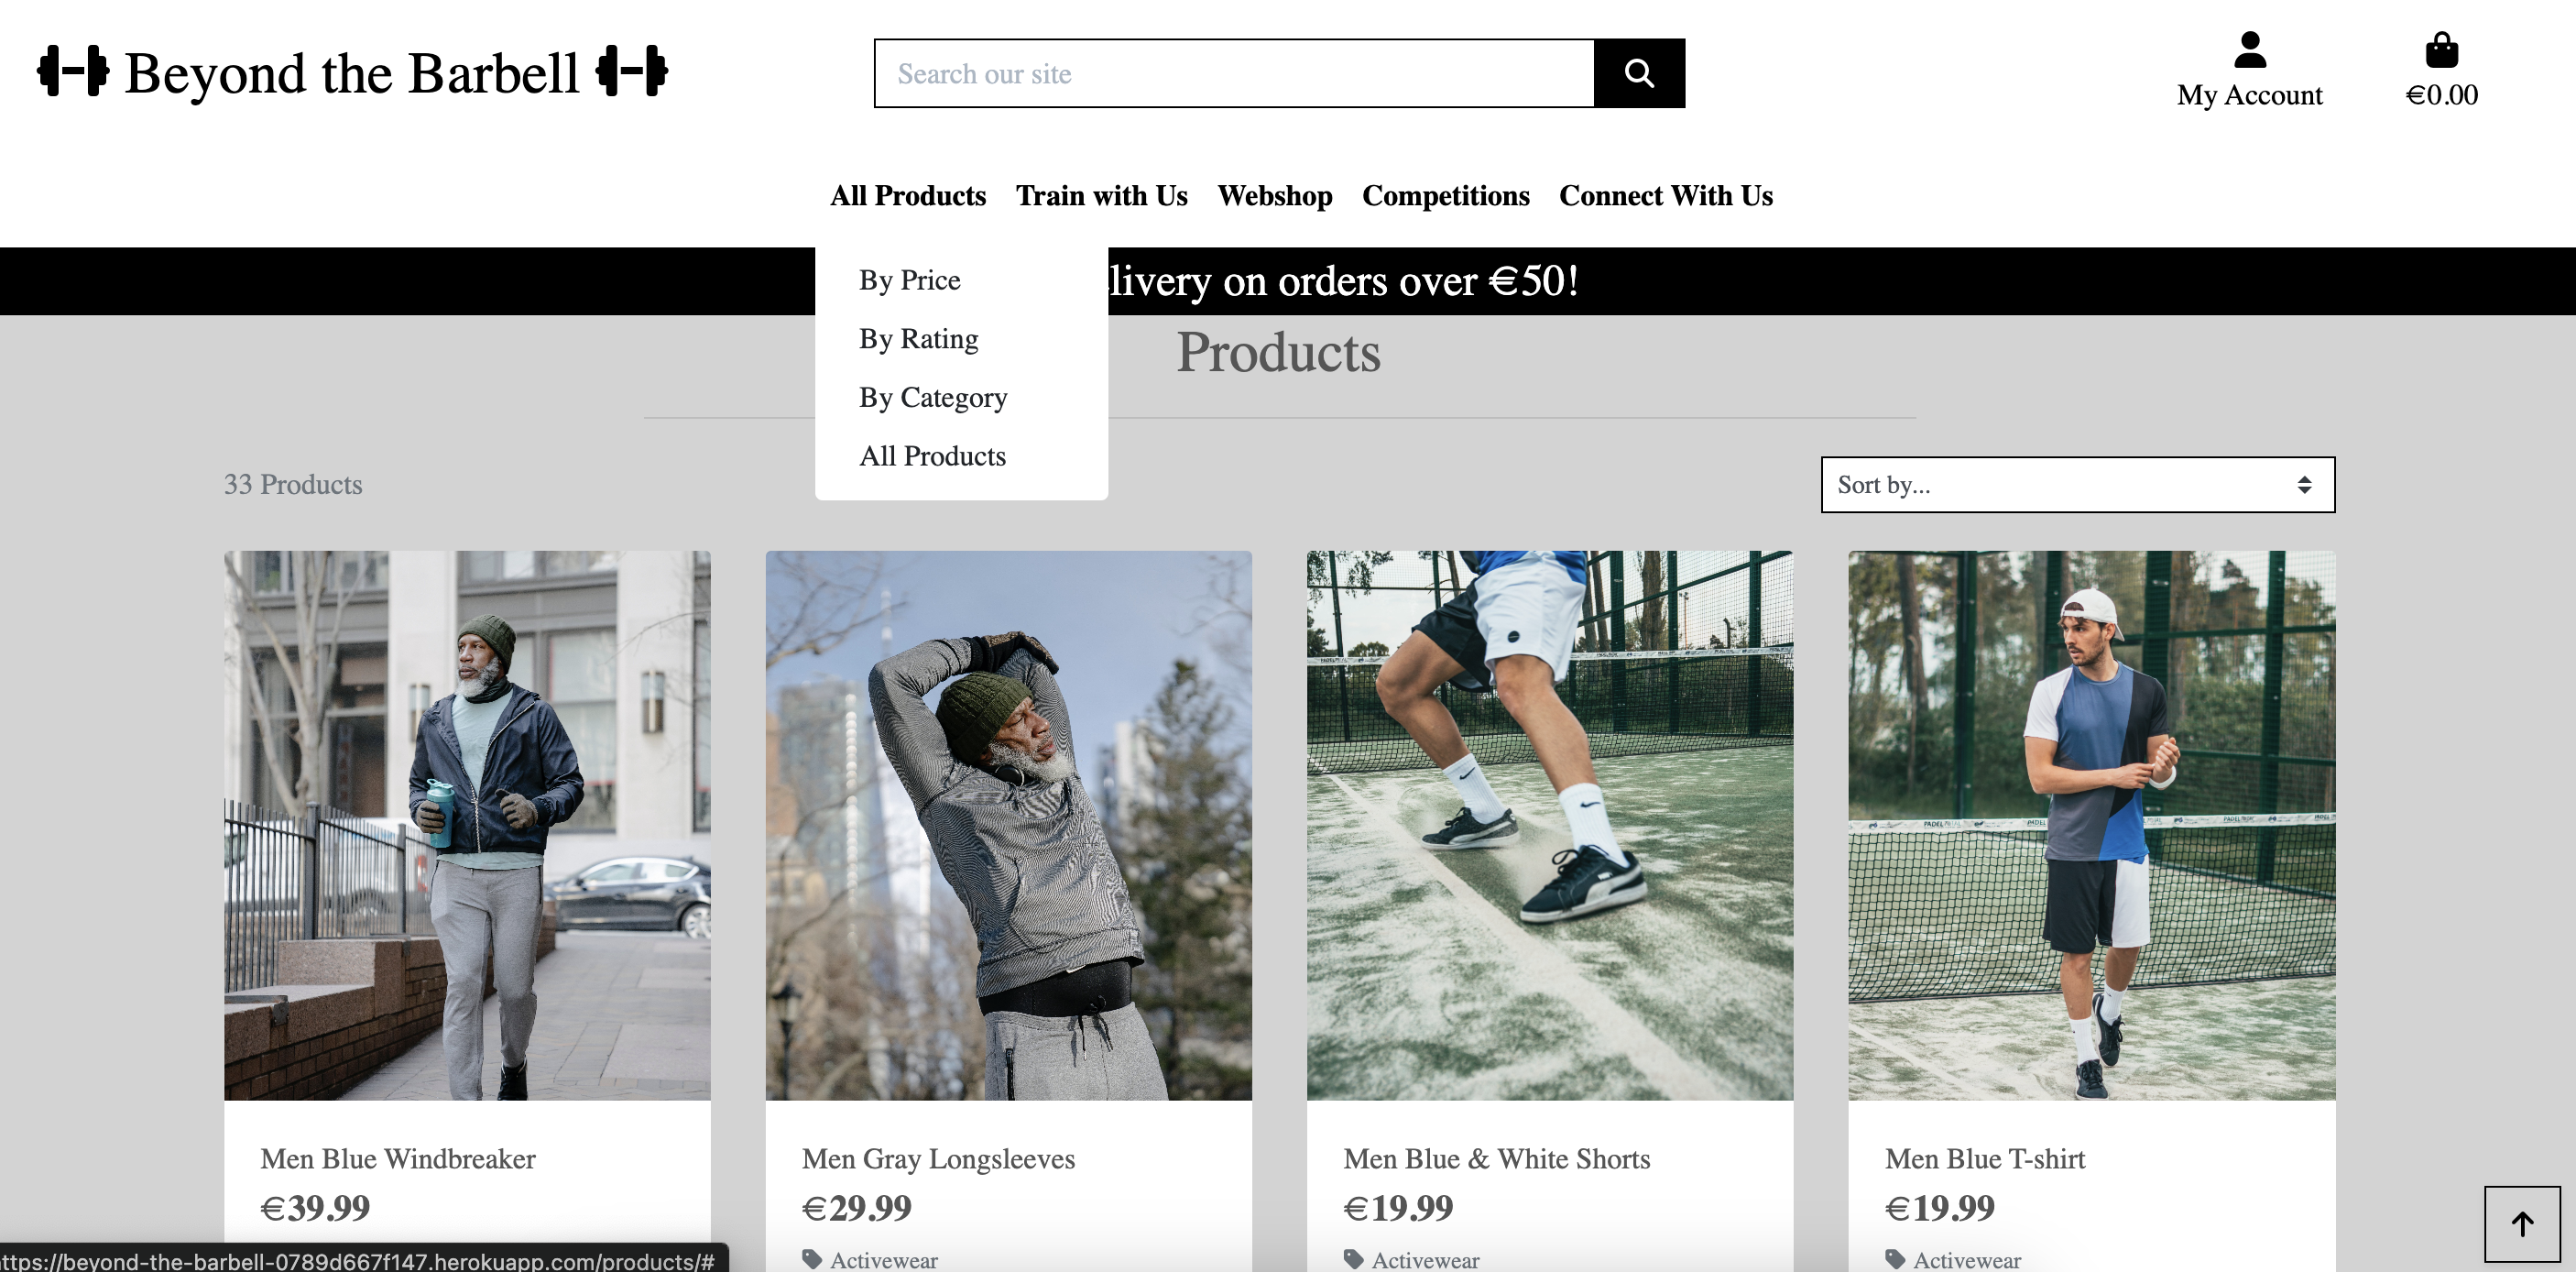 Beyond the Barbell
Search our site
My Account
€0.00
All Products Train with Us Webshop Competitions Connect With Us
By Price
By Rating
By Category
All Products
livery on orders over €50!
Products
33 Products
Sort by...
Men Blue Windbreaker
€39.99
Men Gray Longsleeves
€29.99
Activewear
Men Blue & White Shorts
€19.99
Activewear
Men Blue T-shirt
€19.99
Activewear
ttps://beyond-the-barbell-0789d667f147.herokuapp.com/products/#